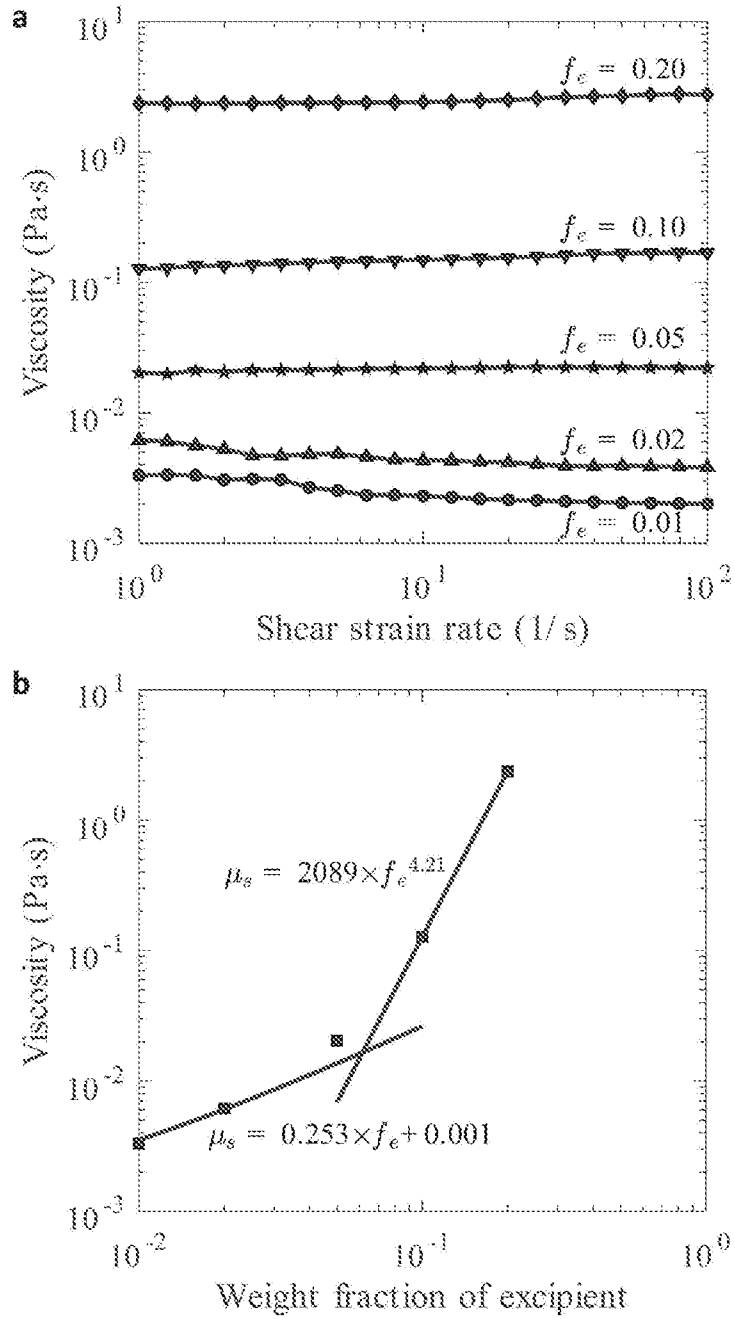 a
10^1
f_e = 0.20
10^0
f_e = 0.10
10^-1
f_e = 0.05
10^-2
f_e = 0.02
f_e = 0.01
10^-3
10^0 10^1 10^2
Viscosity (Pa·s)
Shear strain rate (1/s)
b
10^1
10^0
μ_s = 2089×f_e^4.21
10^-1
10^-2
μ_s = 0.253×f_e+0.001
10^-3
10^-2 10^-1 10^0
Viscosity (Pa·s)
Weight fraction of excipient